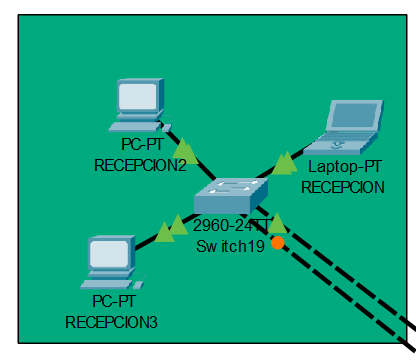 PC-PT
RECEPCION2
Laptop-PT
RECEPCION
2960-24TT
Switch19
PC-PT
RECEPCION3